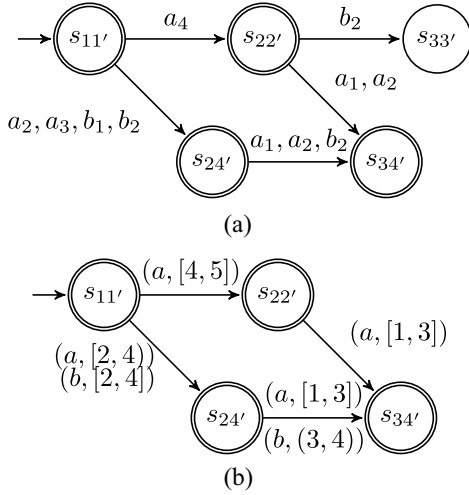 s₁₁′ a₄ s₂₂′ b₂ s₃₃′
a₁, a₂
a₂, a₃, b₁, b₂
s₂₄′ a₁, a₂, b₂ s₃₄′
(a)
(a, [4, 5])
s₁₁′ s₂₂′
(a, [1, 3])
(a, [2, 4))
(b, [2, 4])
(a, [1, 3])
s₂₄′ s₃₄′
(b, (3, 4))
(b)